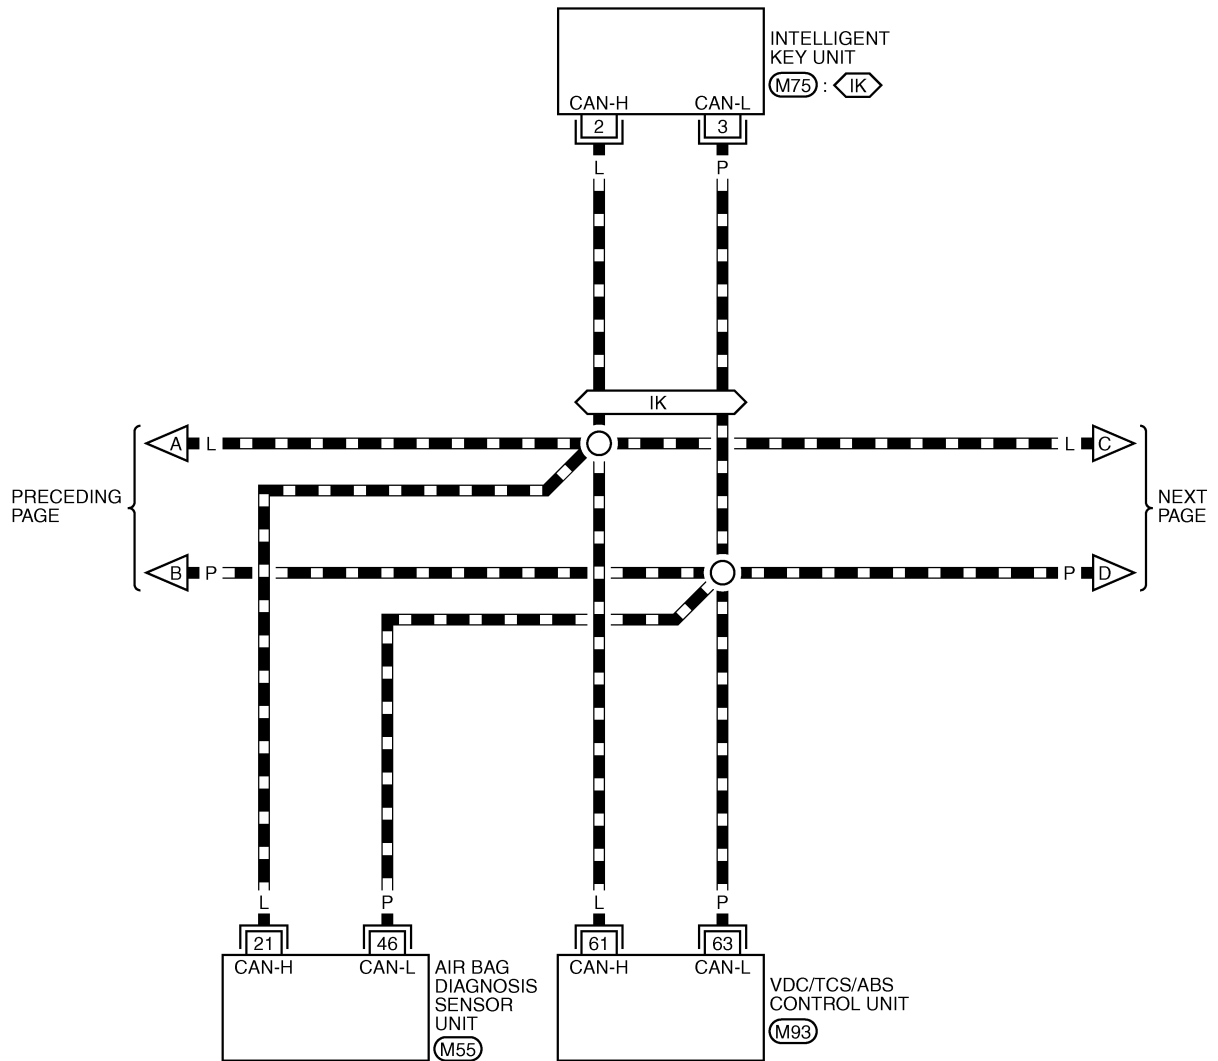 INTELLIGENT
KEY UNIT
M75 : IK
CAN-H CAN-L
2 3
L P
IK
A L L C
PRECEDING
PAGE
NEXT
PAGE
B P P D
L P L P
21 46 61 63
CAN-H CAN-L
AIR BAG
DIAGNOSIS
SENSOR
UNIT
M55
CAN-H CAN-L
VDC/TCS/ABS
CONTROL UNIT
M93